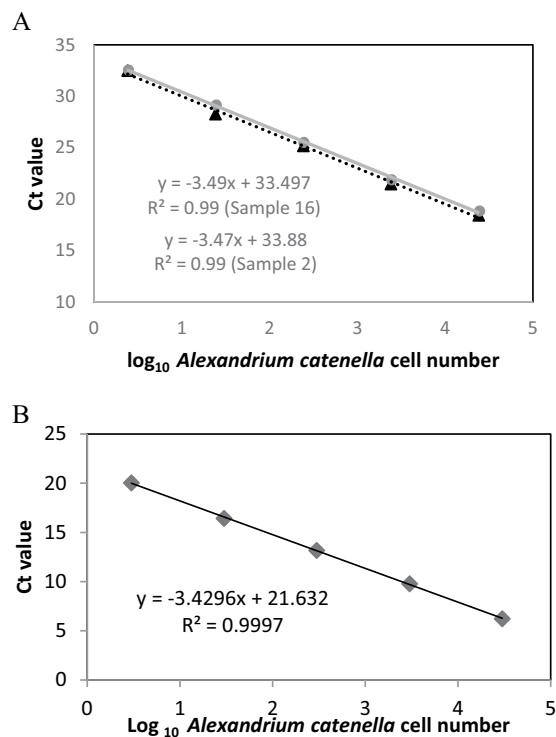 A
35
30
25
20
15
10
Ct value
y = -3.49x + 33.497
R² = 0.99 (Sample 16)
y = -3.47x + 33.88
R² = 0.99 (Sample 2)
0 1 2 3 4 5
log₁₀ Alexandrium catenella cell number
B
25
20
15
10
5
0
Ct value
y = -3.4296x + 21.632
R² = 0.9997
0 1 2 3 4 5
Log ₁₀ Alexandrium catenella cell number